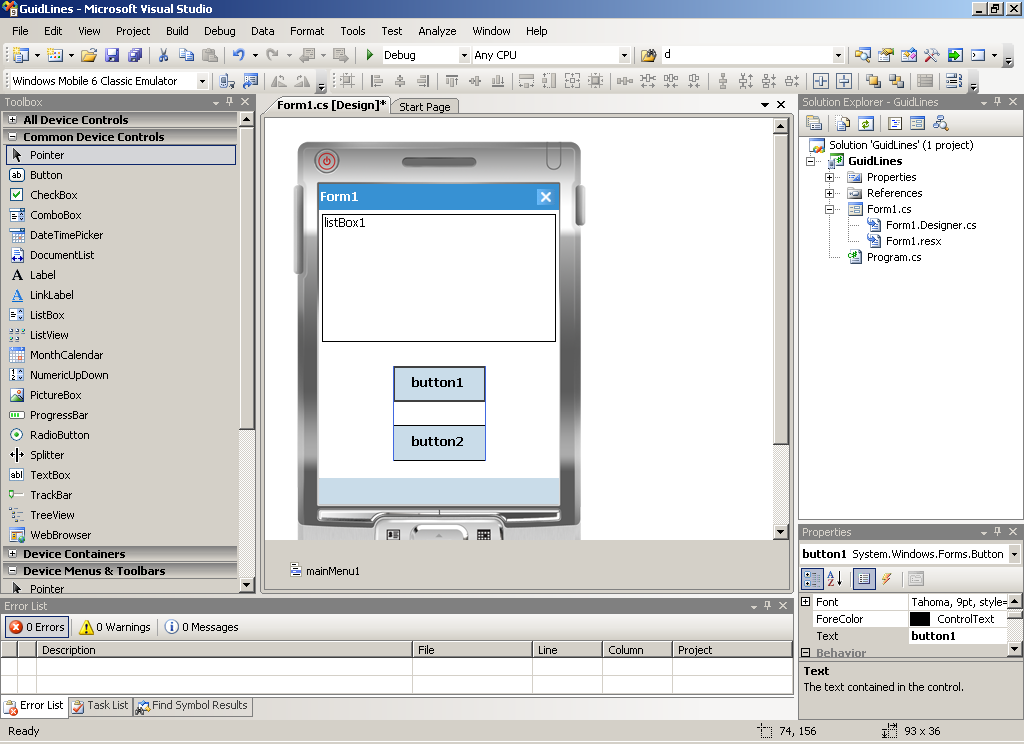 GuidLines - Microsoft Visual Studio
File Edit View Project Build Debug Data Format Tools Test Analyze Window Help
Debug Any CPU d
Windows Mobile 6 Classic Emulator
Toolbox
All Device Controls
Common Device Controls
Pointer
Button
CheckBox
ComboBox
DateTimePicker
DocumentList
Label
LinkLabel
ListBox
ListView
MonthCalendar
NumericUpDown
PictureBox
ProgressBar
RadioButton
Splitter
TextBox
TrackBar
TreeView
WebBrowser
Device Containers
Device Menus & Toolbars
Pointer
Form1.cs [Design]* Start Page
Form1
listBox1
button1
button2
mainMenu1
Solution Explorer - GuidLines
Solution 'GuidLines' (1 project)
GuidLines
Properties
References
Form1.cs
Form1.Designer.cs
Form1.resx
Program.cs
Properties
button1 System.Windows.Forms.Button
Font Tahoma, 9pt, style=
ForeColor ControlText
Text button1
Behavior
Text
The text contained in the control.
Error List
0 Errors 0 Warnings 0 Messages
Description File Line Column Project
Error List Task List Find Symbol Results
Ready 74, 156 93 x 36